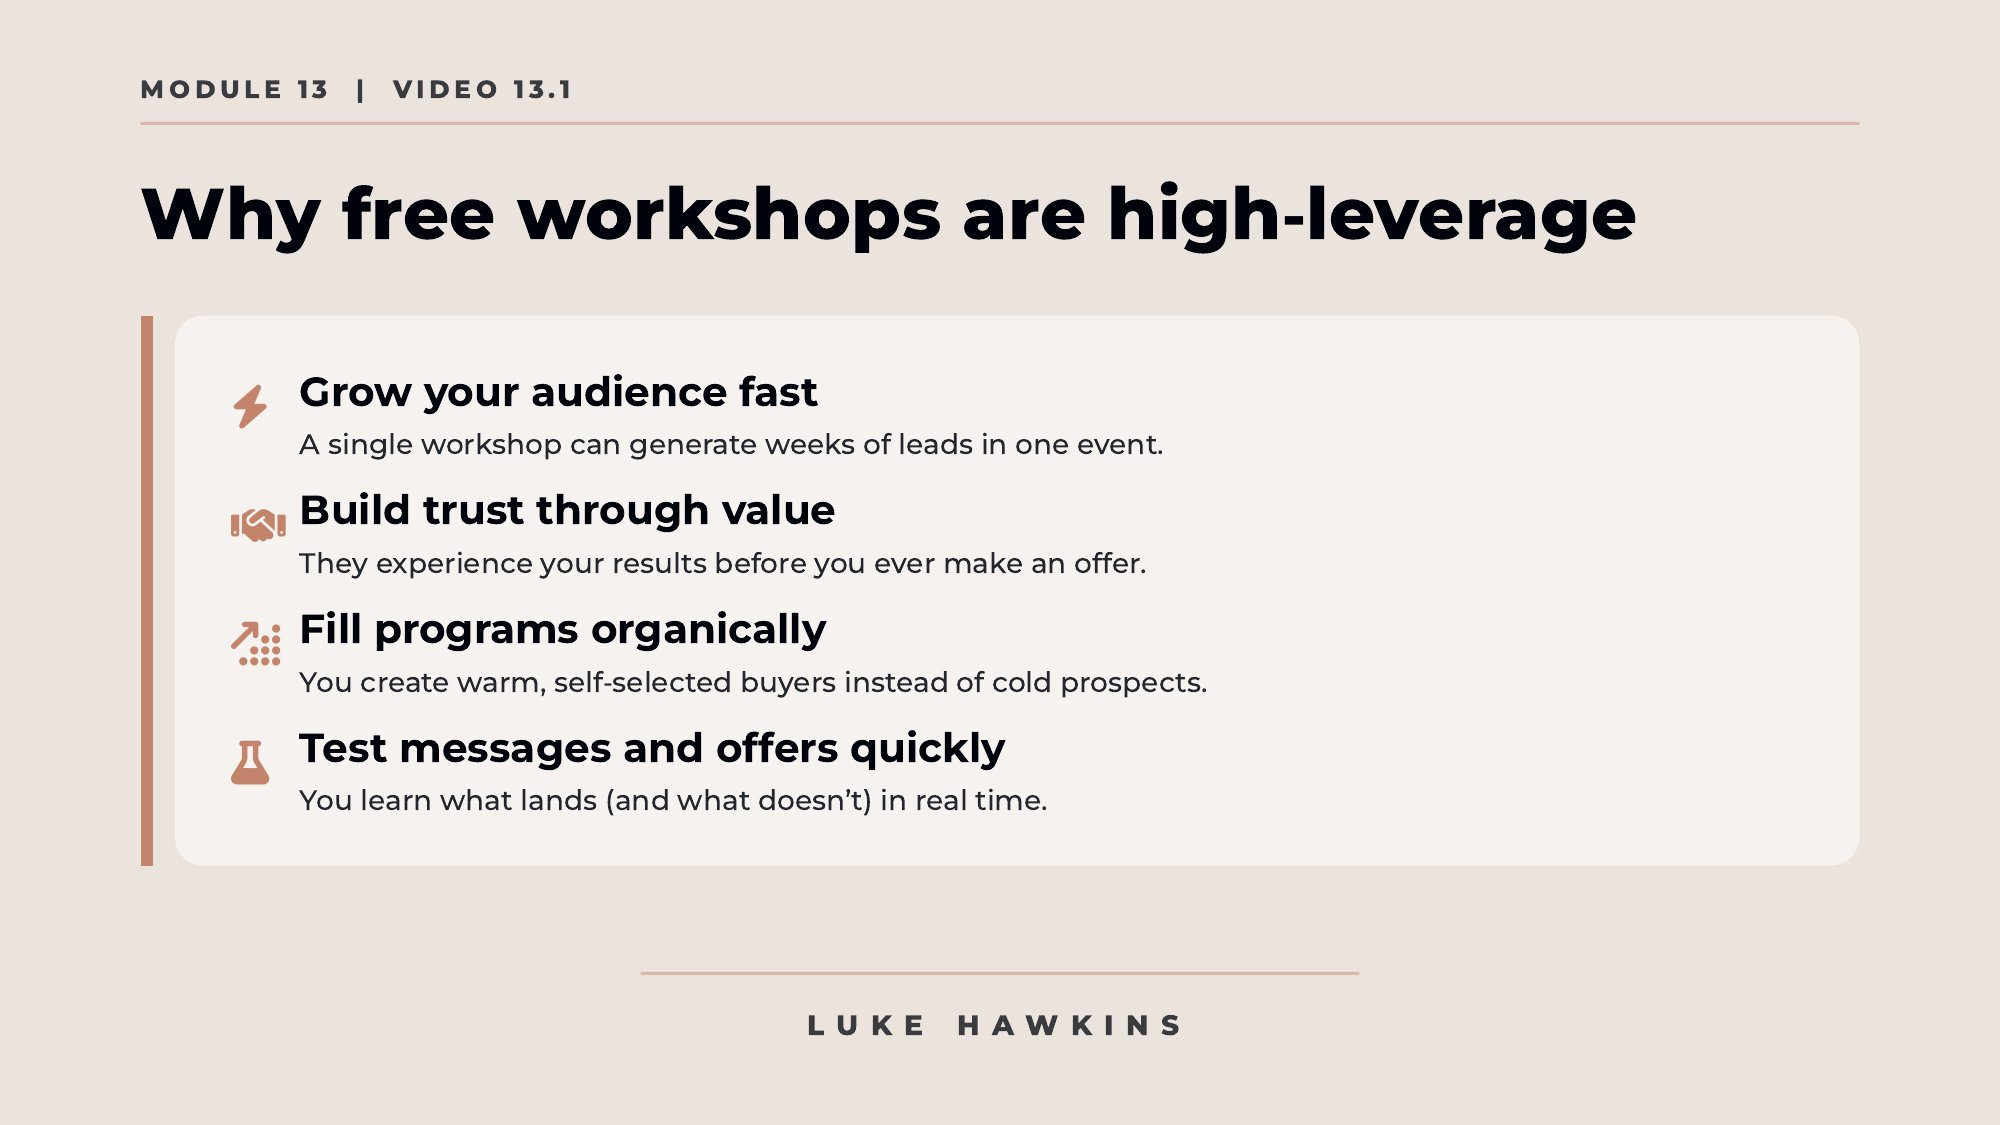 MODULE 13 | VIDEO 13.1
Why free workshops are high-leverage
Grow your audience fast
A single workshop can generate weeks of leads in one event.
Build trust through value
They experience your results before you ever make an offer.
Fill programs organically
You create warm, self-selected buyers instead of cold prospects.
Test messages and offers quickly
You learn what lands (and what doesn’t) in real time.
LUKE HAWKINS